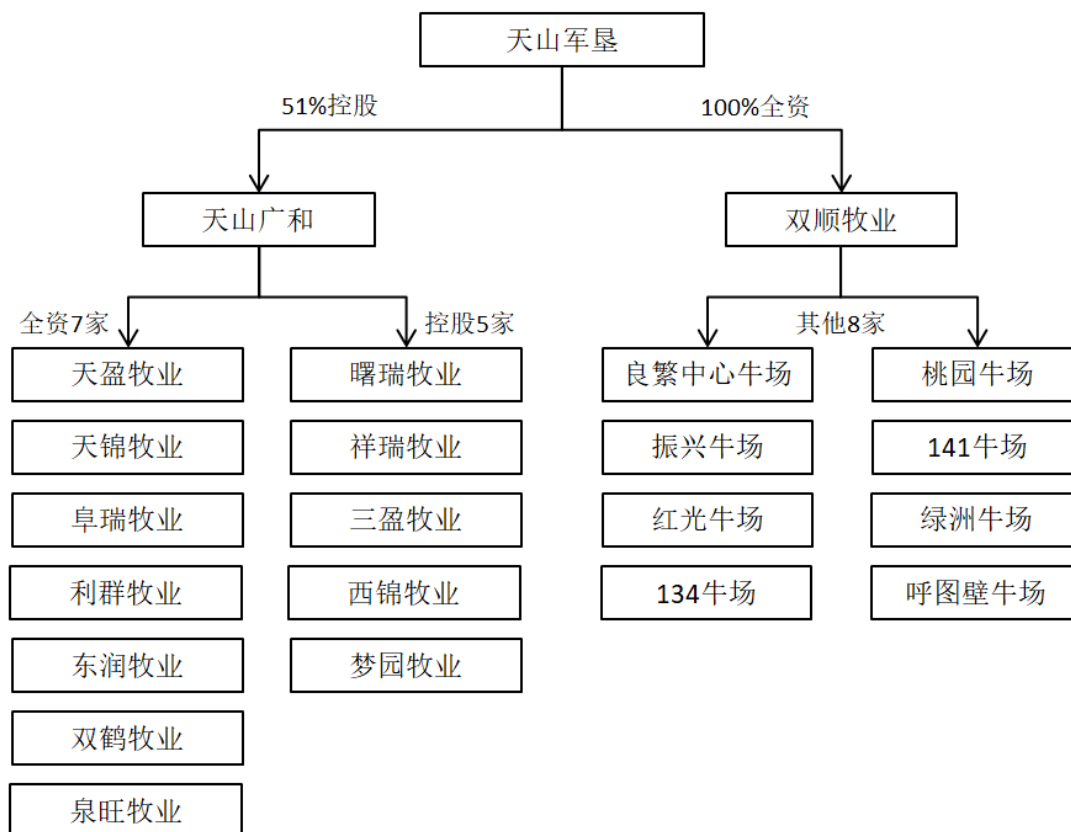 天山军垦
51%控股
100%全资
天山广和
双顺牧业
全资7家
控股5家
其他8家
天盈牧业
曙瑞牧业
良繁中心牛场
桃园牛场
天锦牧业
祥瑞牧业
振兴牛场
141牛场
阜瑞牧业
三盈牧业
红光牛场
绿洲牛场
利群牧业
西锦牧业
134牛场
呼图壁牛场
东润牧业
梦园牧业
双鹤牧业
泉旺牧业